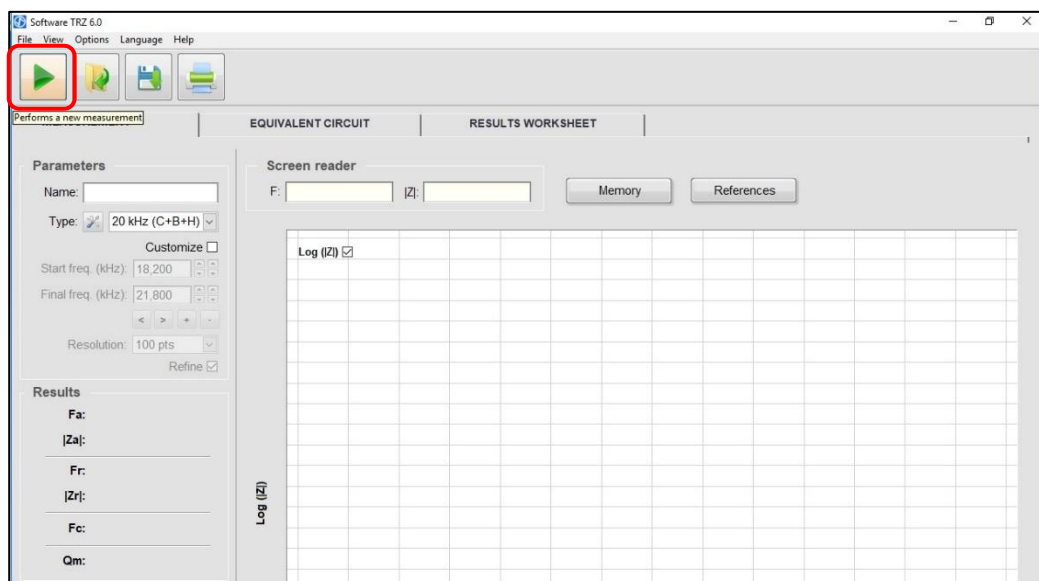 Software TRZ 6.0
File View Options Language Help
Performs a new measurement
EQUIVALENT CIRCUIT
RESULTS WORKSHEET
Parameters
Name:
Type: 20 kHz (C+B+H)
Customize
Start freq. (kHz): 18,200
Final freq. (kHz): 21,800
< > + -
Resolution: 100 pts
Refine
Results
Fa:
|Za|:
Fr:
|Zr|:
Fc:
Qm:
Screen reader
F: |Z|:
Memory
References
Log (|Z|)
Log (|Z|)